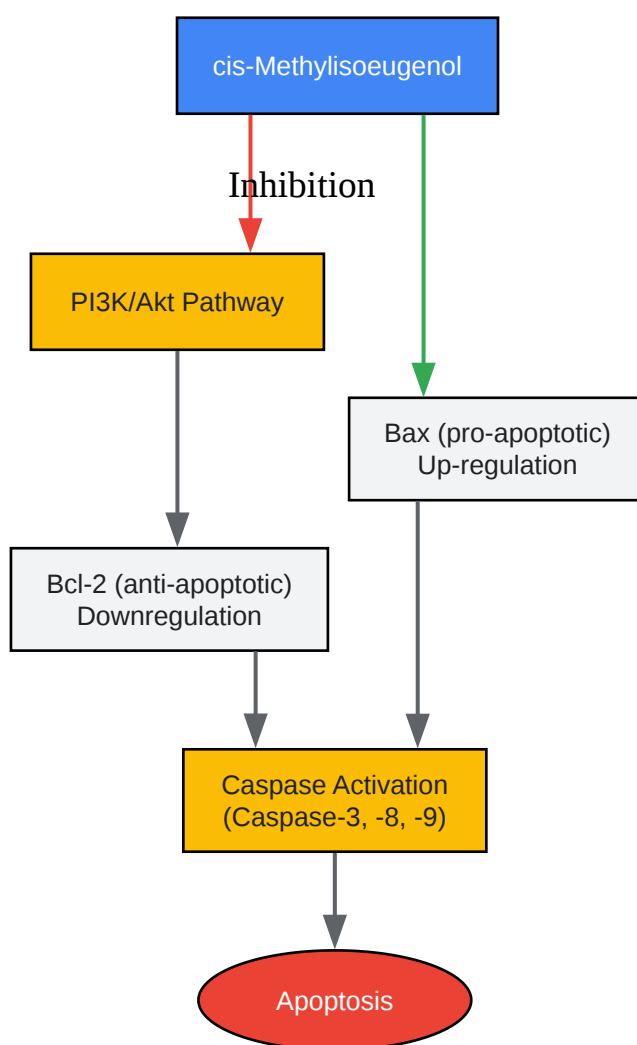 cis-Methylisoeugenol
Inhibition
PI3K/Akt Pathway
Bax (pro-apoptotic)
Up-regulation
Bcl-2 (anti-apoptotic)
Downregulation
Caspase Activation
(Caspase-3, -8, -9)
Apoptosis